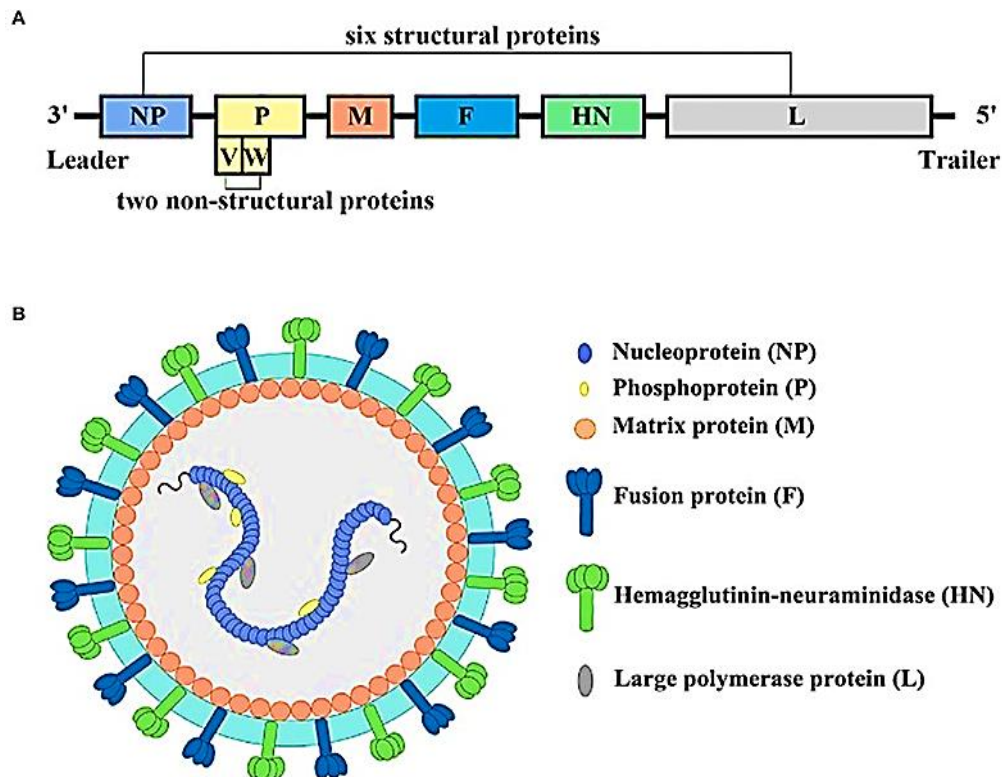 A
six structural proteins
3' NP P M F HN L 5'
Leader V W Trailer
two non-structural proteins
B
Nucleoprotein (NP)
Phosphoprotein (P)
Matrix protein (M)
Fusion protein (F)
Hemagglutinin-neuraminidase (HN)
Large polymerase protein (L)